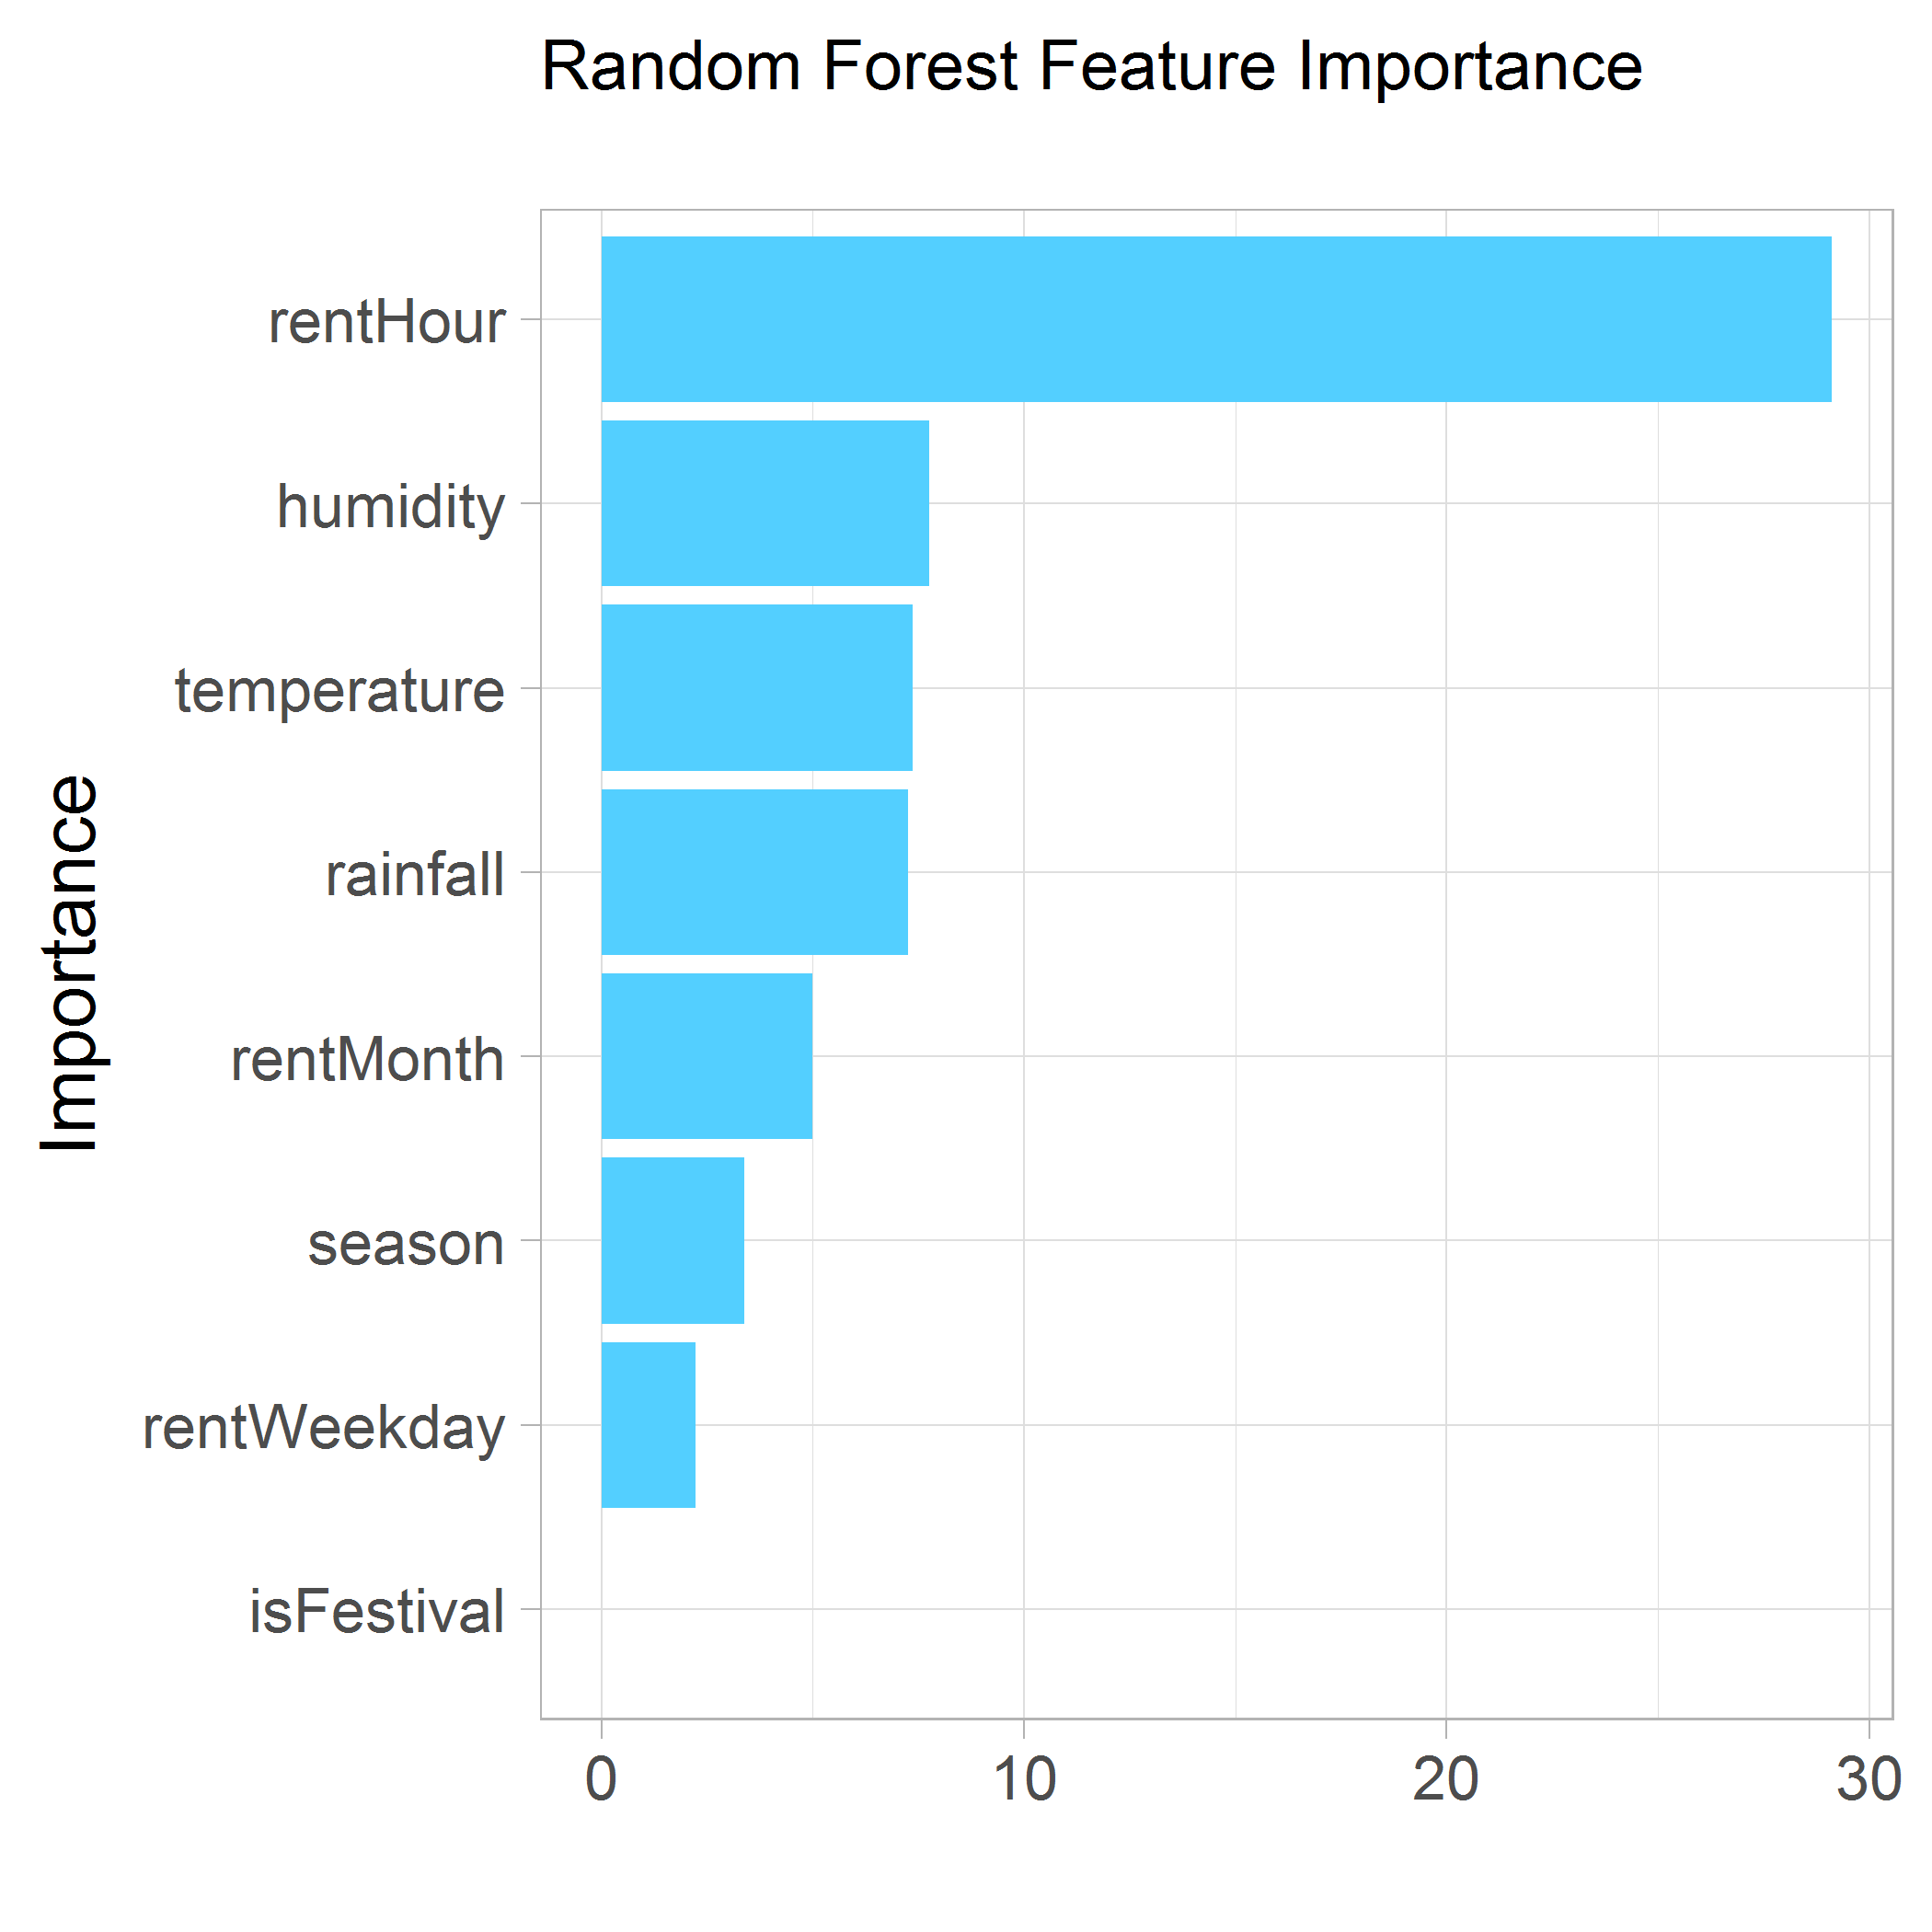 Random Forest Feature Importance
rentHour
humidity
temperature
rainfall
rentMonth
season
rentWeekday
isFestival
Importance
0 10 20 30